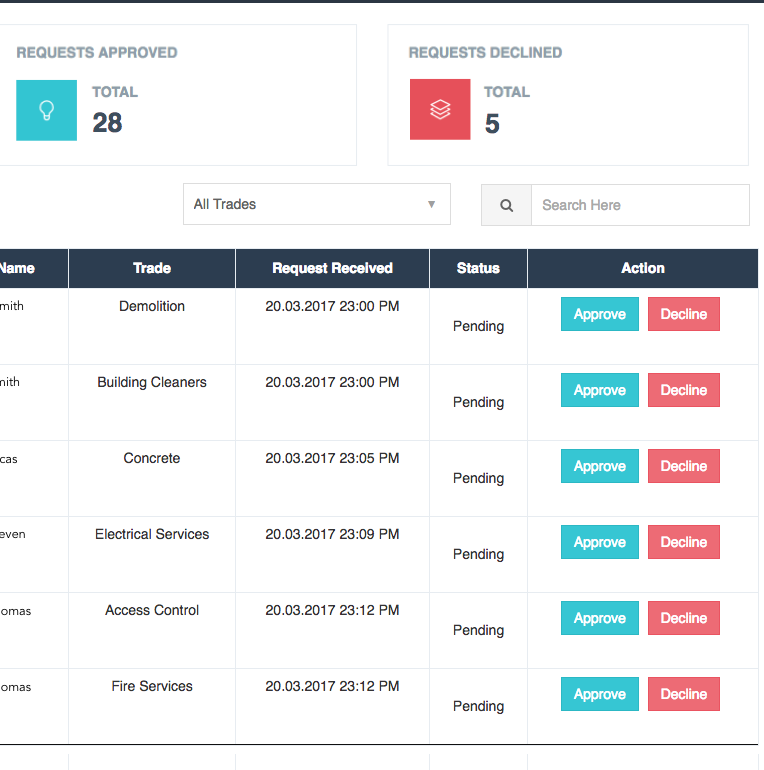 REQUESTS APPROVED REQUESTS DECLINED
TOTAL TOTAL
28 5
All Trades Search Here
Name Trade Request Received Status Action
mith Demolition 20.03.2017 23:00 PM Pending Approve Decline
mith Building Cleaners 20.03.2017 23:00 PM Pending Approve Decline
cas Concrete 20.03.2017 23:05 PM Pending Approve Decline
even Electrical Services 20.03.2017 23:09 PM Pending Approve Decline
omas Access Control 20.03.2017 23:12 PM Pending Approve Decline
omas Fire Services 20.03.2017 23:12 PM Pending Approve Decline